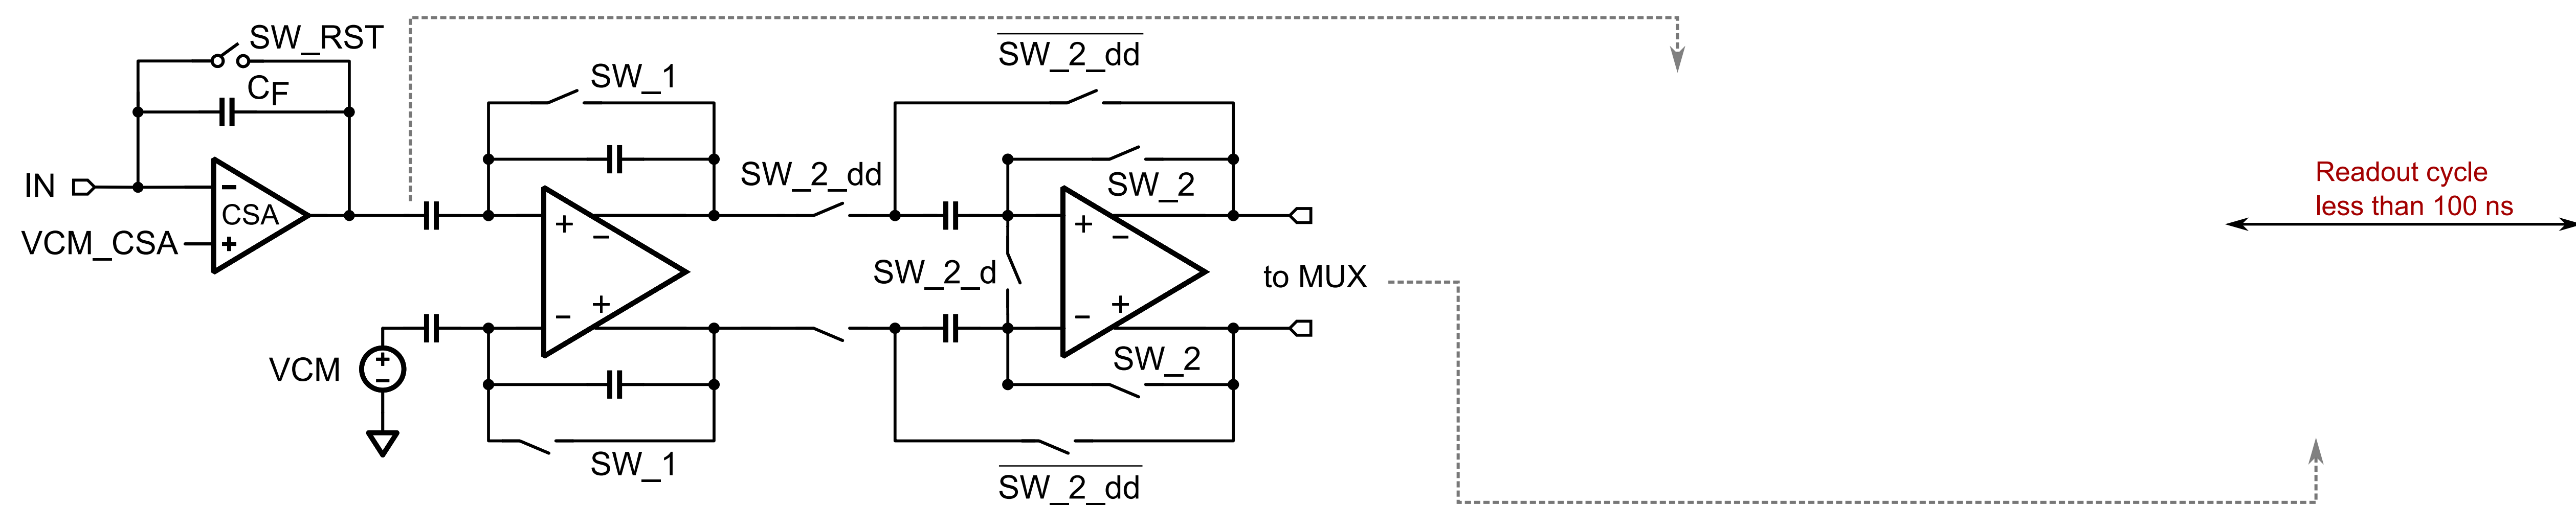 SW_RST
CF
IN
CSA
VCM_CSA
VCM
SW_1
SW_1
SW_2_dd
SW_2_dd
SW_2
SW_2_d
SW_2
SW_2_dd
to MUX
Readout cycle
less than 100 ns